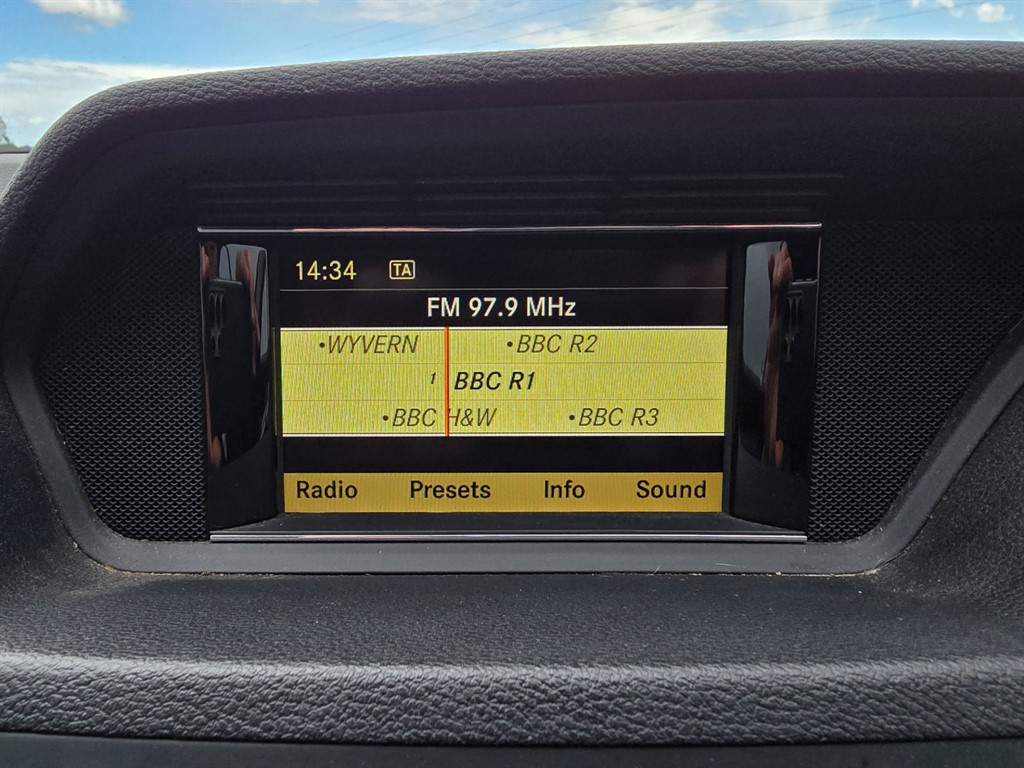 14:34 TA
FM 97.9 MHz
•WYVERN •BBC R2
1 BBC R1
•BBC H&W •BBC R3
Radio Presets Info Sound